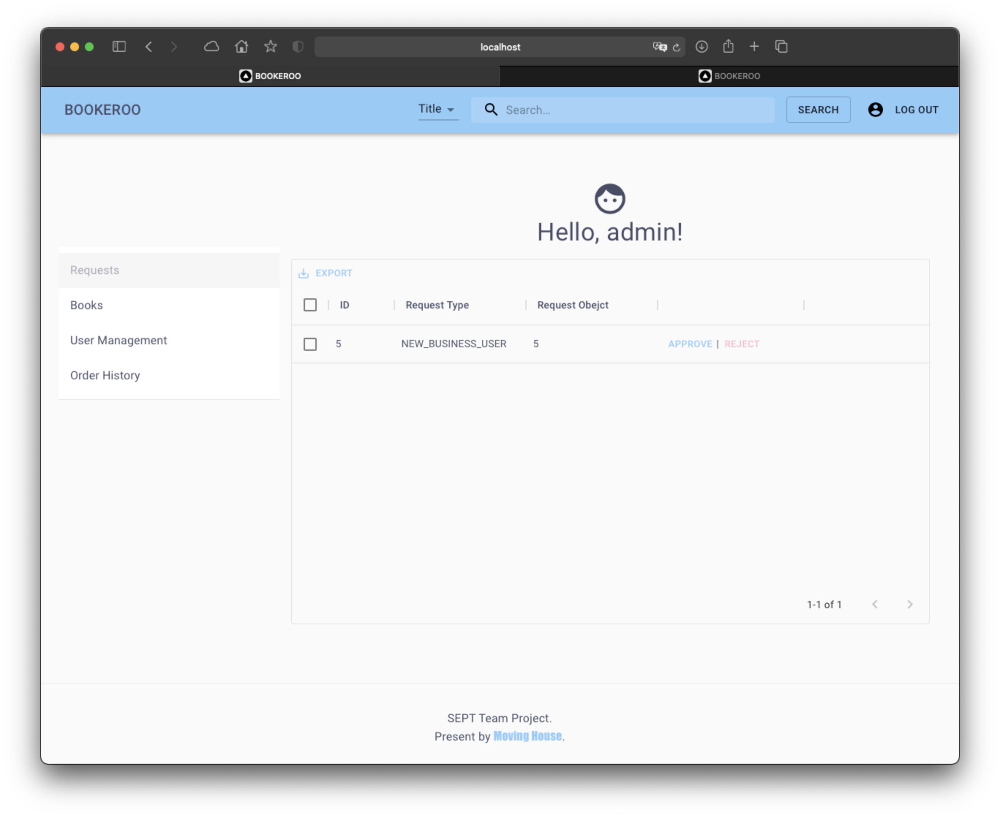 localhost
BOOKEROO
BOOKEROO
BOOKEROO
Title
Search...
SEARCH
LOG OUT
Hello, admin!
Requests
Books
User Management
Order History
EXPORT
ID Request Type Request Obejct
5 NEW_BUSINESS_USER 5 APPROVE | REJECT
1-1 of 1
SEPT Team Project.
Present by Moving House.